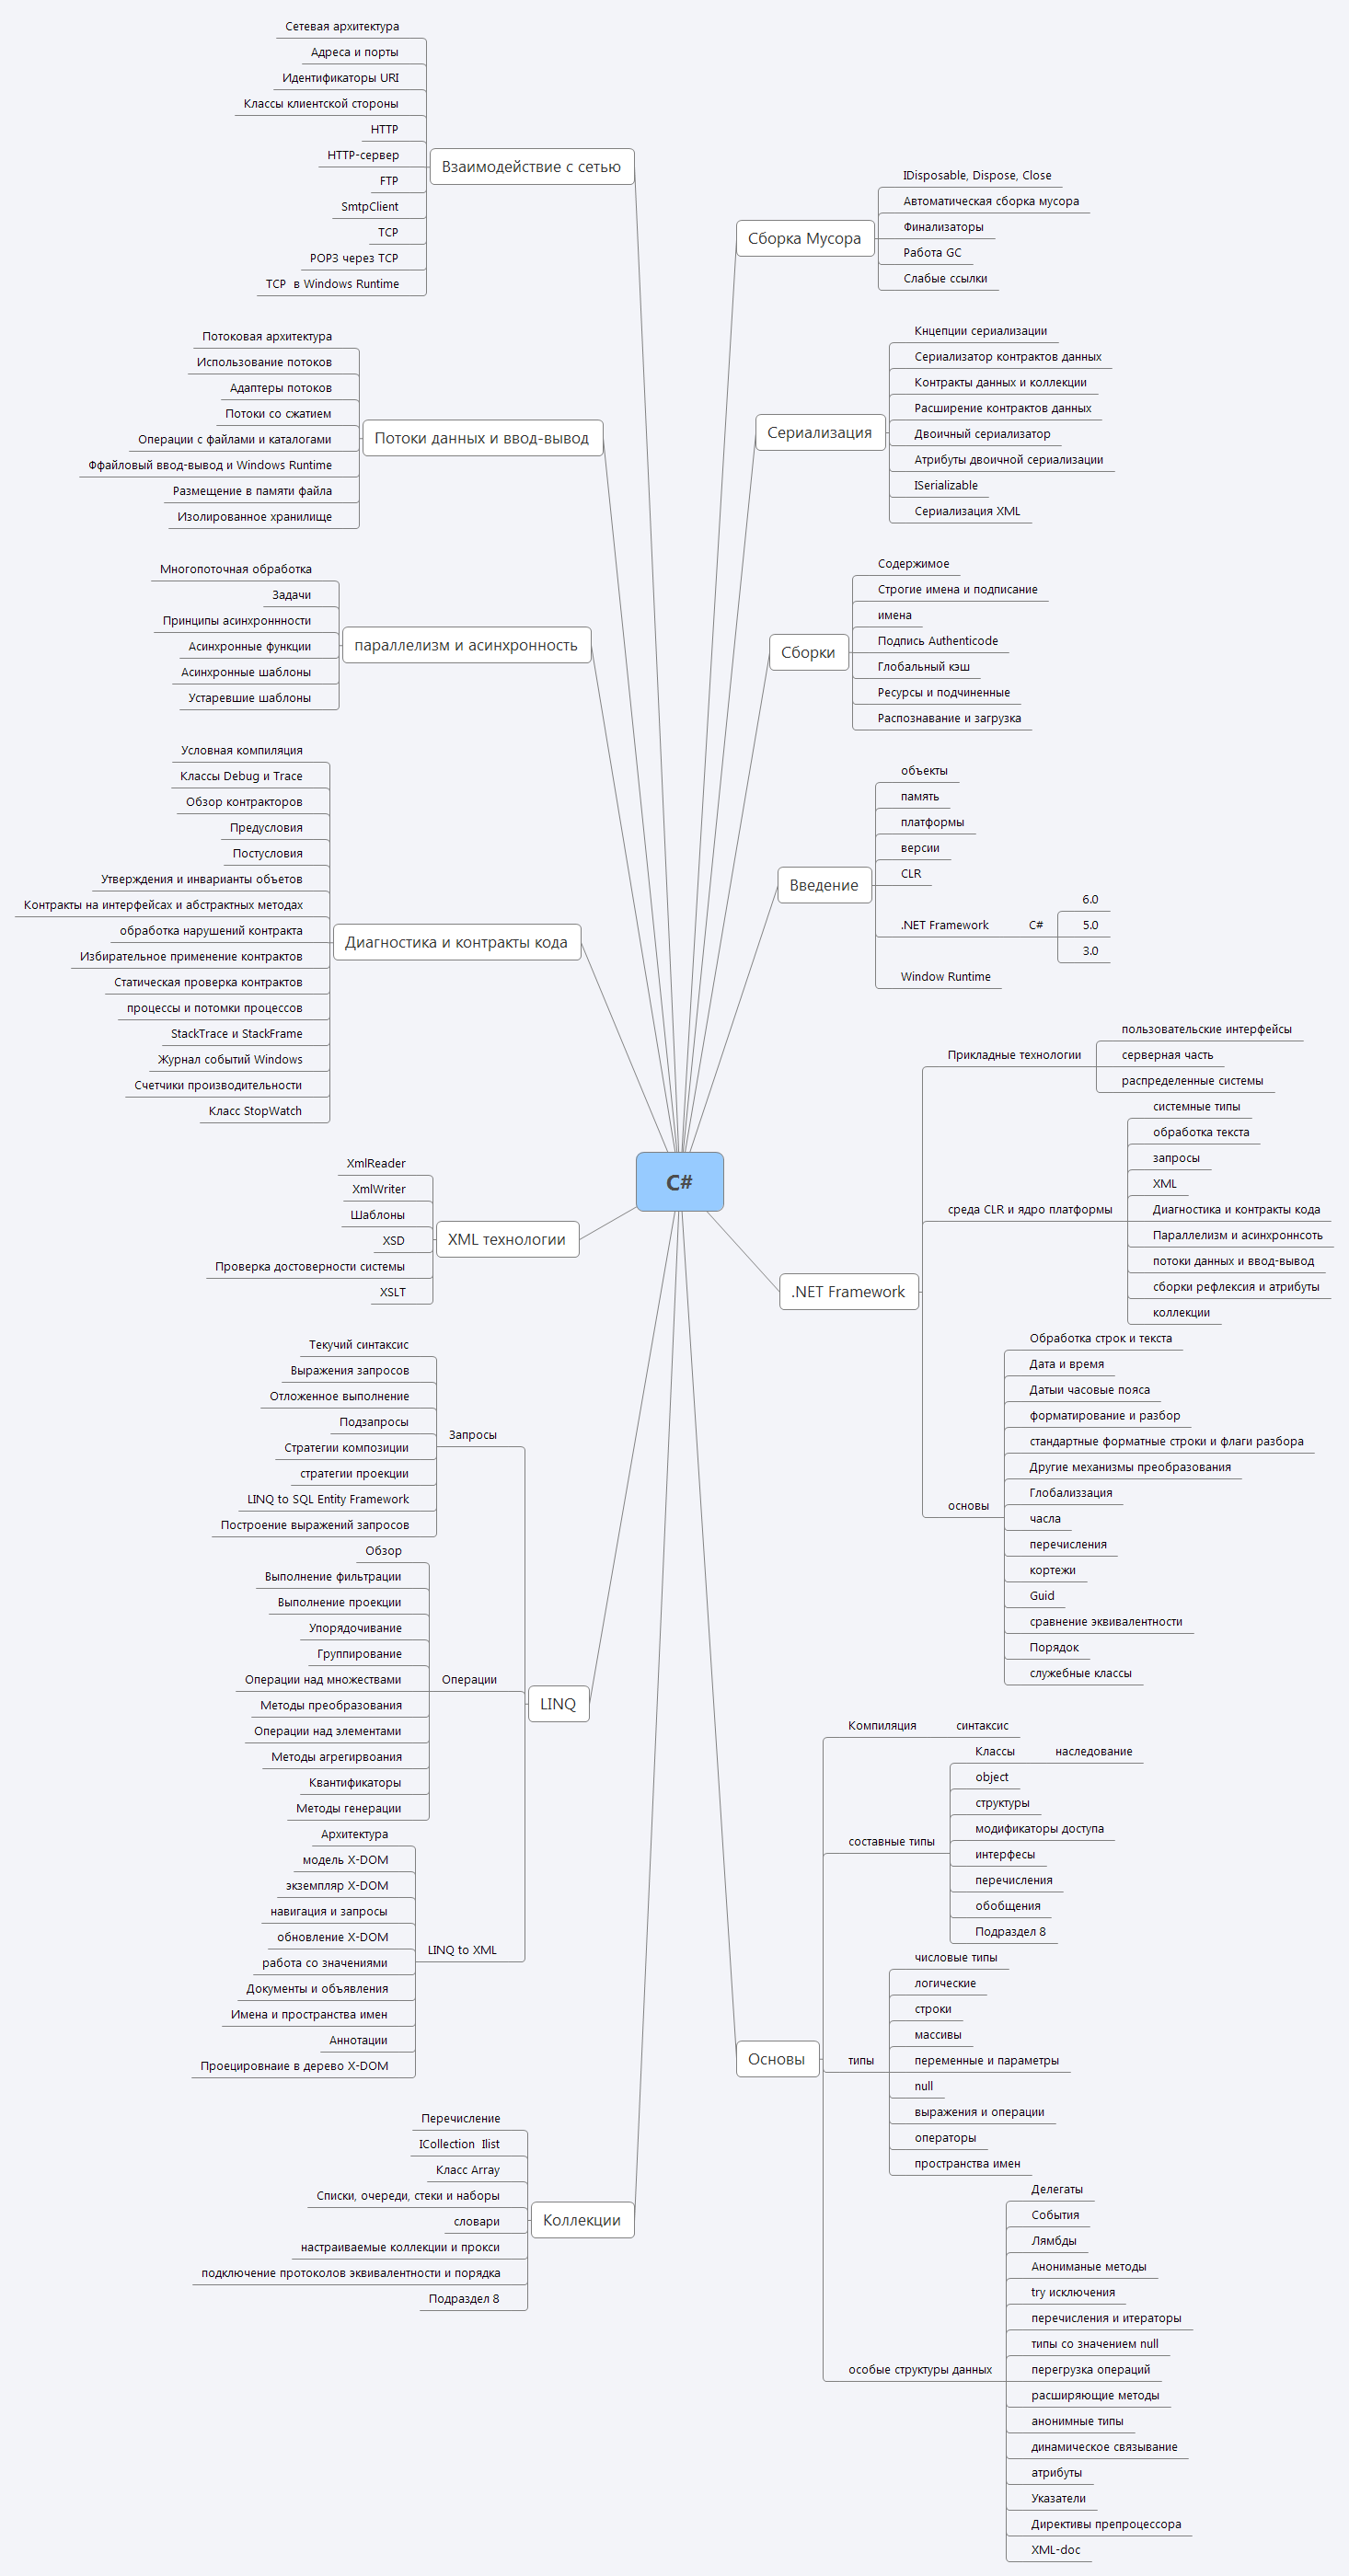 C#
Сборка Мусора
IDisposable, Dispose, Close
Автоматическая сборка мусора
Финализаторы
Работа GC
Слабые ссылки
Сериализация
Кнцепции сериализации
Сериализатор контрактов данных
Контракты данных и коллекции
Расширение контрактов данных
Двоичный сериализатор
Атрибуты двоичной сериализации
ISerializable
Сериализация XML
Сборки
Содержимое
Строгие имена и подписание
имена
Подпись Authenticode
Глобальный кэш
Ресурсы и подчиненные
Распознавание и загрузка
Введение
объекты
память
платформы
версии
CLR
.NET Framework
C#
6.0
5.0
3.0
Window Runtime
.NET Framework
Прикладные технологии
пользовательские интерфейсы
серверная часть
распределенные системы
среда CLR и ядро платформы
системные типы
обработка текста
запросы
XML
Диагностика и контракты кода
Параллелизм и асинхроннсоть
потоки данных и ввод-вывод
сборки рефлексия и атрибуты
коллекции
основы
Обработка строк и текста
Дата и время
Датыи часовые пояса
форматирование и разбор
стандартные форматные строки и флаги разбора
Другие механизмы преобразования
Глобализзация
часла
перечисления
кортежи
Guid
сравнение эквивалентности
Порядок
служебные классы
Основы
Компиляция
синтаксис
составные типы
Классы
наследование
object
структуры
модификаторы доступа
интерфесы
перечисления
обобщения
Подраздел 8
типы
числовые типы
логические
строки
массивы
переменные и параметры
null
выражения и операции
операторы
пространства имен
особые структуры данных
Делегаты
События
Лямбды
Анониманые методы
try исключения
перечисления и итераторы
типы со значением null
перегрузка операций
расширяющие методы
анонимные типы
динамическое связывание
атрибуты
Указатели
Директивы препроцессора
XML-doc
Взаимодействие с сетью
Сетевая архитектура
Адреса и порты
Идентификаторы URI
Классы клиентской стороны
HTTP
HTTP-сервер
FTP
SmtpClient
TCP
POP3 через TCP
TCP в Windows Runtime
Потоки данных и ввод-вывод
Потоковая архитектура
Использование потоков
Адаптеры потоков
Потоки со сжатием
Операции с файлами и каталогами
Ффайловый ввод-вывод и Windows Runtime
Размещение в памяти файла
Изолированное хранилище
параллелизм и асинхронность
Многопоточная обработка
Задачи
Принципы асинхроннности
Асинхронные функции
Асинхронные шаблоны
Устаревшие шаблоны
Диагностика и контракты кода
Условная компиляция
Классы Debug и Trace
Обзор контракторов
Предусловия
Постусловия
Утверждения и инварианты объетов
Контракты на интерфейсах и абстрактных методах
обработка нарушений контракта
Избирательное применение контрактов
Статическая проверка контрактов
процессы и потомки процессов
StackTrace и StackFrame
Журнал событий Windows
Счетчики производительности
Класс StopWatch
XML технологии
XmlReader
XmlWriter
Шаблоны
XSD
Проверка достоверности системы
XSLT
LINQ
Запросы
Текучий синтаксис
Выражения запросов
Отложенное выполнение
Подзапросы
Стратегии композиции
стратегии проекции
LINQ to SQL Entity Framework
Построение выражений запросов
Операции
Обзор
Выполнение фильтрации
Выполнение проекции
Упорядочивание
Группирование
Операции над множествами
Методы преобразования
Операции над элементами
Методы агрегирвоания
Квантификаторы
Методы генерации
LINQ to XML
Архитектура
модель X-DOM
экземпляр X-DOM
навигация и запросы
обновление X-DOM
работа со значениями
Документы и объявления
Имена и пространства имен
Аннотации
Проецировнаие в дерево X-DOM
Коллекции
Перечисление
ICollection Ilist
Класс Array
Списки, очереди, стеки и наборы
словари
настраиваемые коллекции и прокси
подключение протоколов эквивалентности и порядка
Подраздел 8